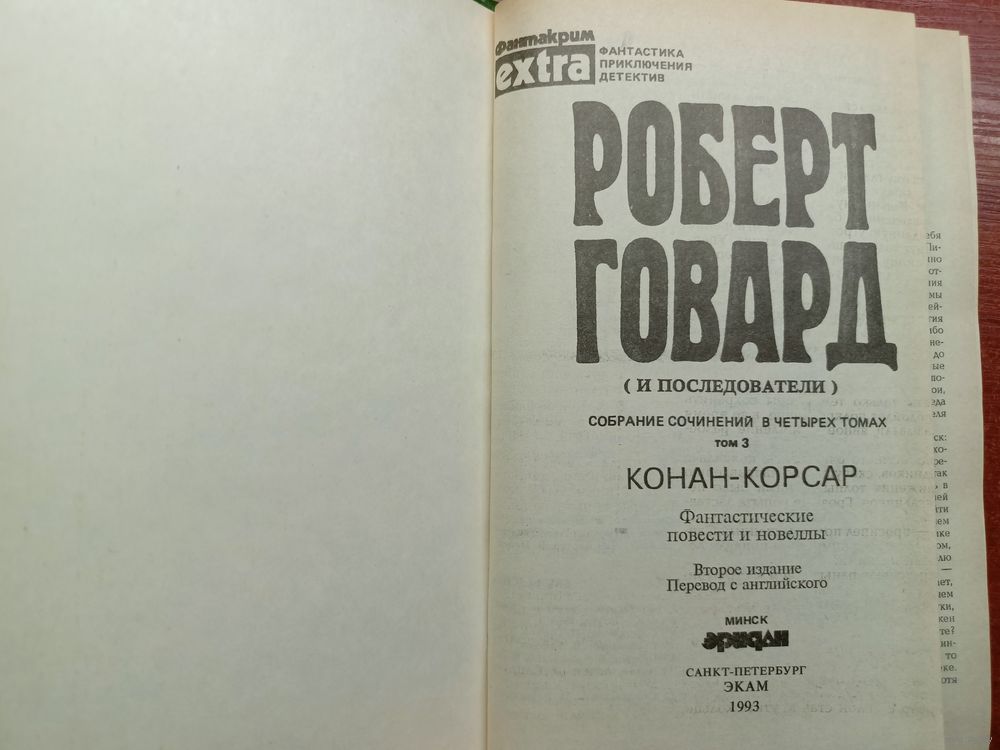 Фантакрим
extra
ФАНТАСТИКА
ПРИКЛЮЧЕНИЯ
ДЕТЕКТИВ
РОБЕРТ
ГОВАРД
( И ПОСЛЕДОВАТЕЛИ )
СОБРАНИЕ СОЧИНЕНИЙ В ЧЕТЫРЕХ ТОМАХ
том 3
КОНАН-КОРСАР
Фантастические
повести и новеллы
Второе издание
Перевод с английского
МИНСК
эридан
САНКТ-ПЕТЕРБУРГ
ЭКАМ
1993